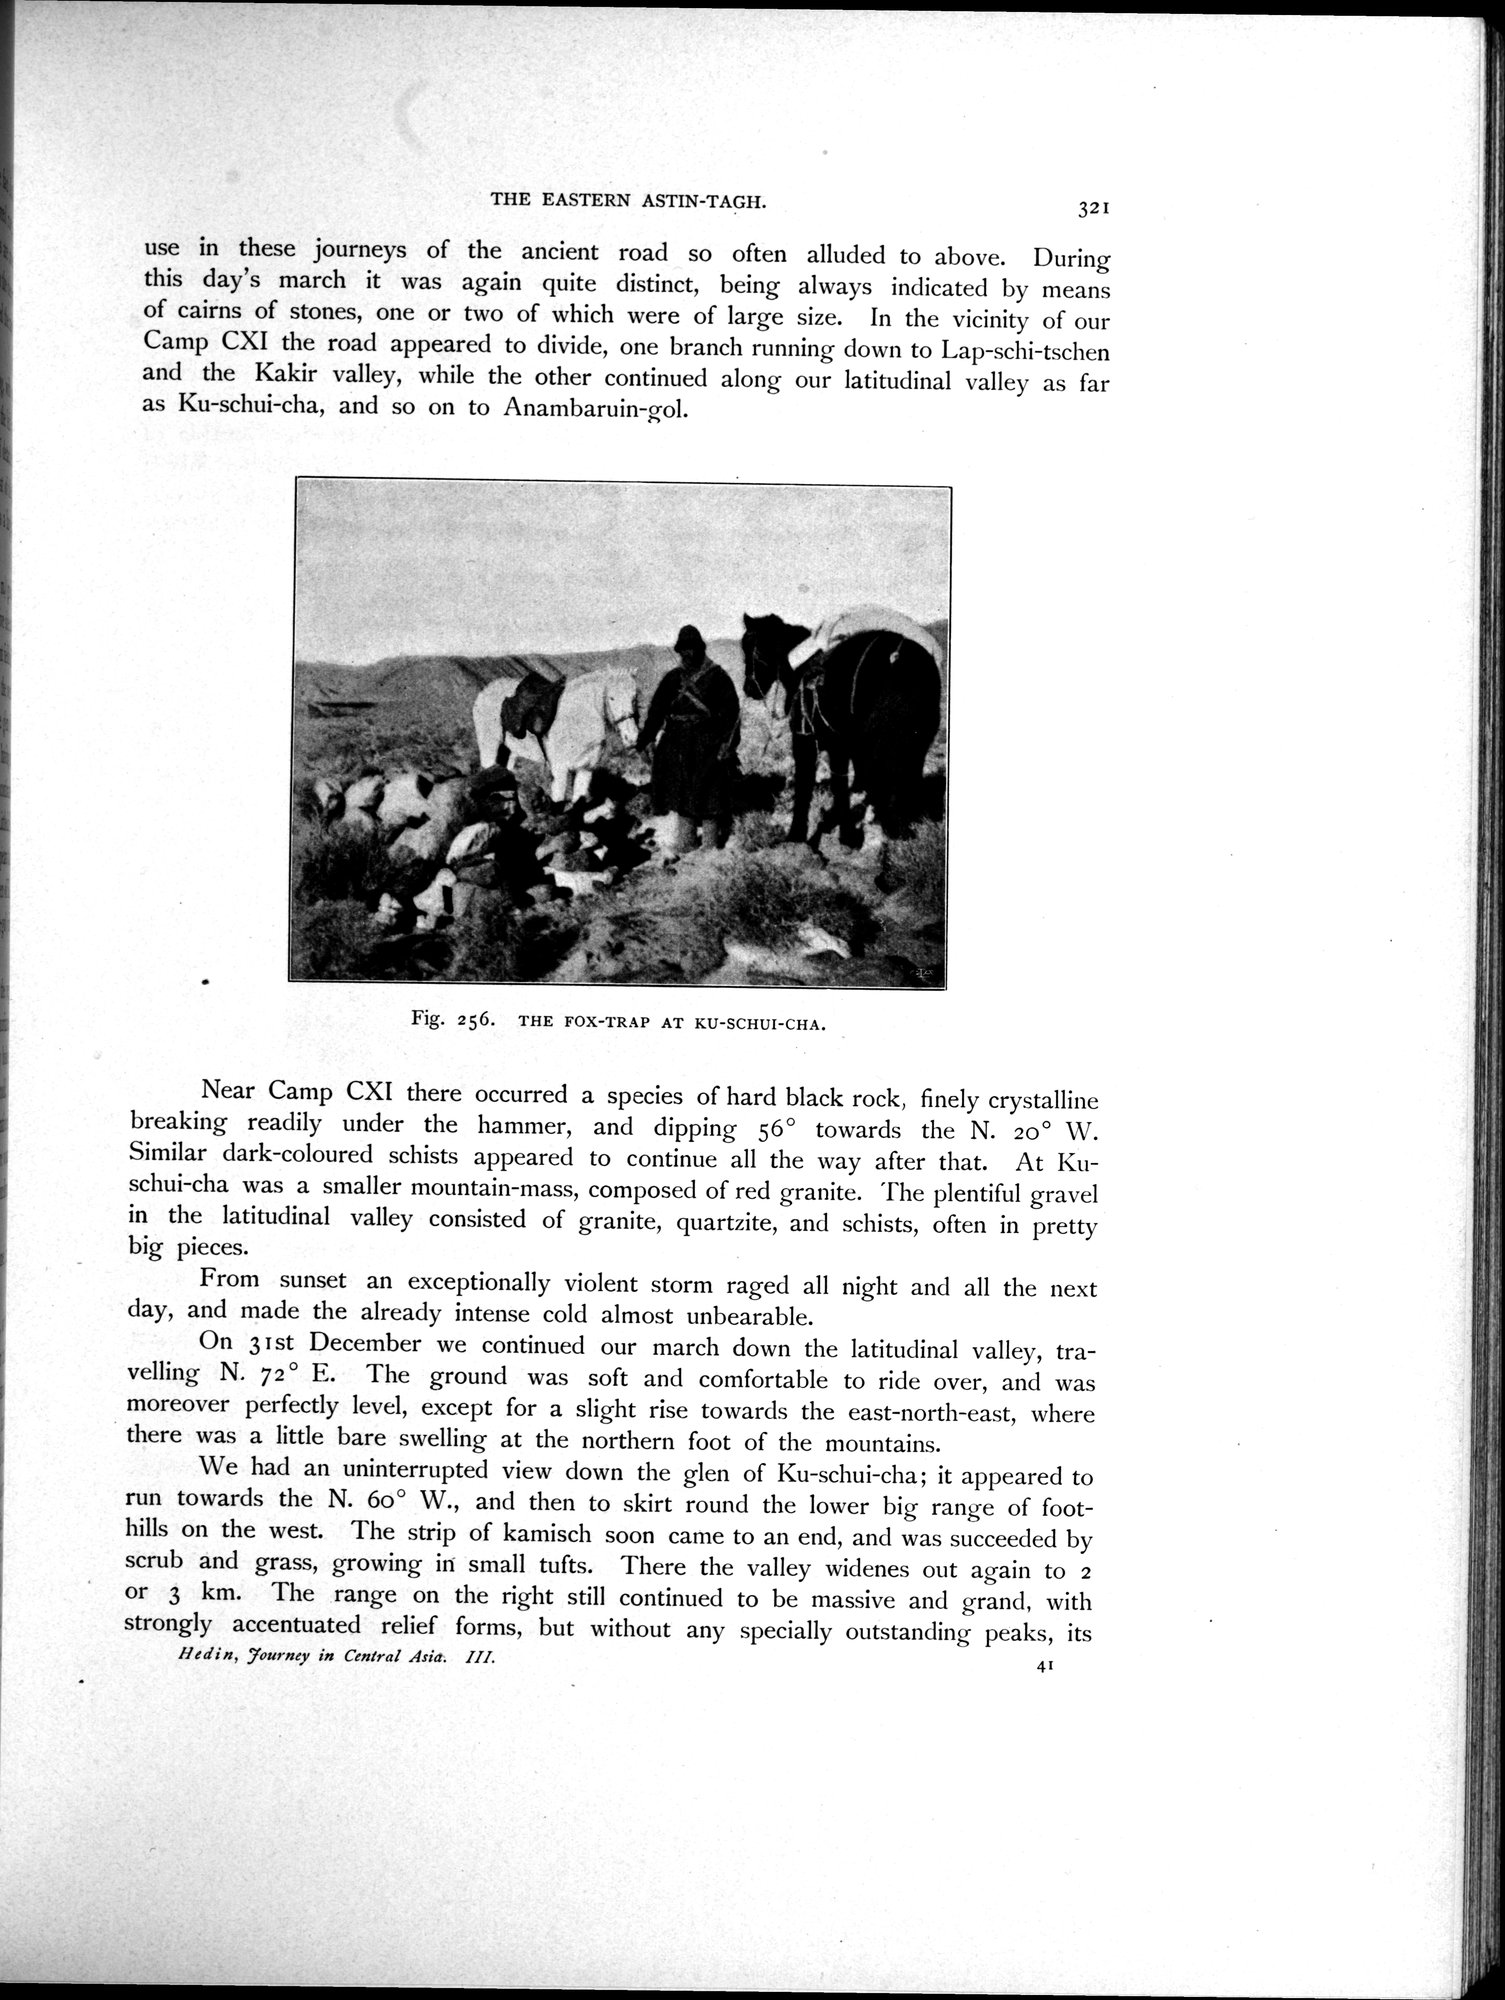 THE EASTERN ASTIN-TAGH.
321
use in these journeys of the ancient road so often alluded to above. During
this day's march it was again quite distinct, being always indicated by means
of cairns of stones, one or two of which were of large size. In the vicinity of our
Camp CXI the road appeared to divide, one branch running down to Lap-schi-tschen
and the Kakir valley, while the other continued along our latitudinal valley as far
as Ku-schui-cha, and so on to Anambaruin-gol.
Fig. 256. THE FOX-TRAP AT KU-SCHUI-CHA.
Near Camp CXI there occurred a species of hard black rock, finely crystalline
breaking readily under the hammer, and dipping 56° towards the N. 20° W.
Similar dark-coloured schists appeared to continue all the way after that. At Ku-
schui-cha was a smaller mountain-mass, composed of red granite. The plentiful gravel
in the latitudinal valley consisted of granite, quartzite, and schists, often in pretty
big pieces.
From sunset an exceptionally violent storm raged all night and all the next
day, and made the already intense cold almost unbearable.
On 31st December we continued our march down the latitudinal valley, tra-
velling N. 72° E. The ground was soft and comfortable to ride over, and was
moreover perfectly level, except for a slight rise towards the east-north-east, where
there was a little bare swelling at the northern foot of the mountains.
We had an uninterrupted view down the glen of Ku-schui-cha; it appeared to
run towards the N. 60° W., and then to skirt round the lower big range of foot-
hills on the west. The strip of kamisch soon came to an end, and was succeeded by
scrub and grass, growing in small tufts. There the valley widenes out again to 2
or 3 km. The range on the right still continued to be massive and grand, with
strongly accentuated relief forms, but without any specially outstanding peaks, its
Hedin, Journey in Central Asia. III.
41